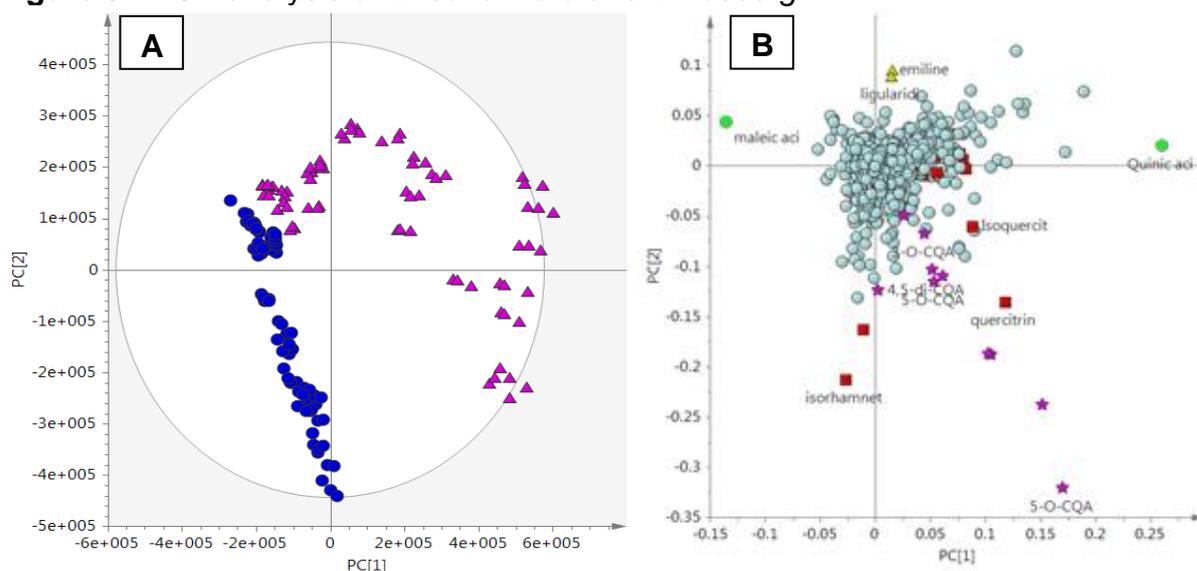 A
4e+005
3e+005
2e+005
1e+005
0
-1e+005
-2e+005
-3e+005
-4e+005
-5e+005
PC[2]
-6e+005 -4e+005 -2e+005 0 2e+005 4e+005 6e+005
PC[1]
B
0.1
0.05
0
-0.05
-0.1
-0.15
-0.2
-0.25
-0.3
-0.35
PC[2]
emiline
ligularidi
maleic aci
Quinic aci
Isoquercit
-O-CQA
4,5-di-CQA
5-O-CQA
quercitrin
isorhamnet
5-O-CQA
-0.15 -0.1 -0.05 0 0.05 0.1 0.15 0.2 0.25
PC[1]